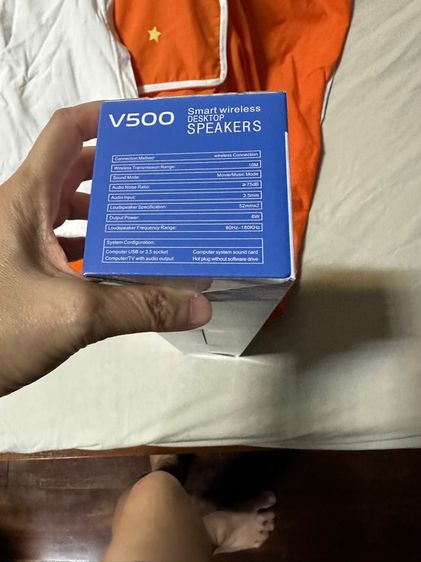 V500
Smart wireless
DESKTOP
SPEAKERS
Connection Method: wireless Connection
Wireless Transmission Range: 10M
Sound Mode: Movie/Music Mode
Audio Noise Ratio: ≥75dB
Audio Input: 3.5mm
Loudspeaker Specification: 52mmx2
Output Power: 6W
Loudspeaker Frequency Range: 80Hz-180KHz
System Configuration:
Computer USB or 3.5 socket Computer system sound card
Computer/TV with audio output Hot plug without software drive